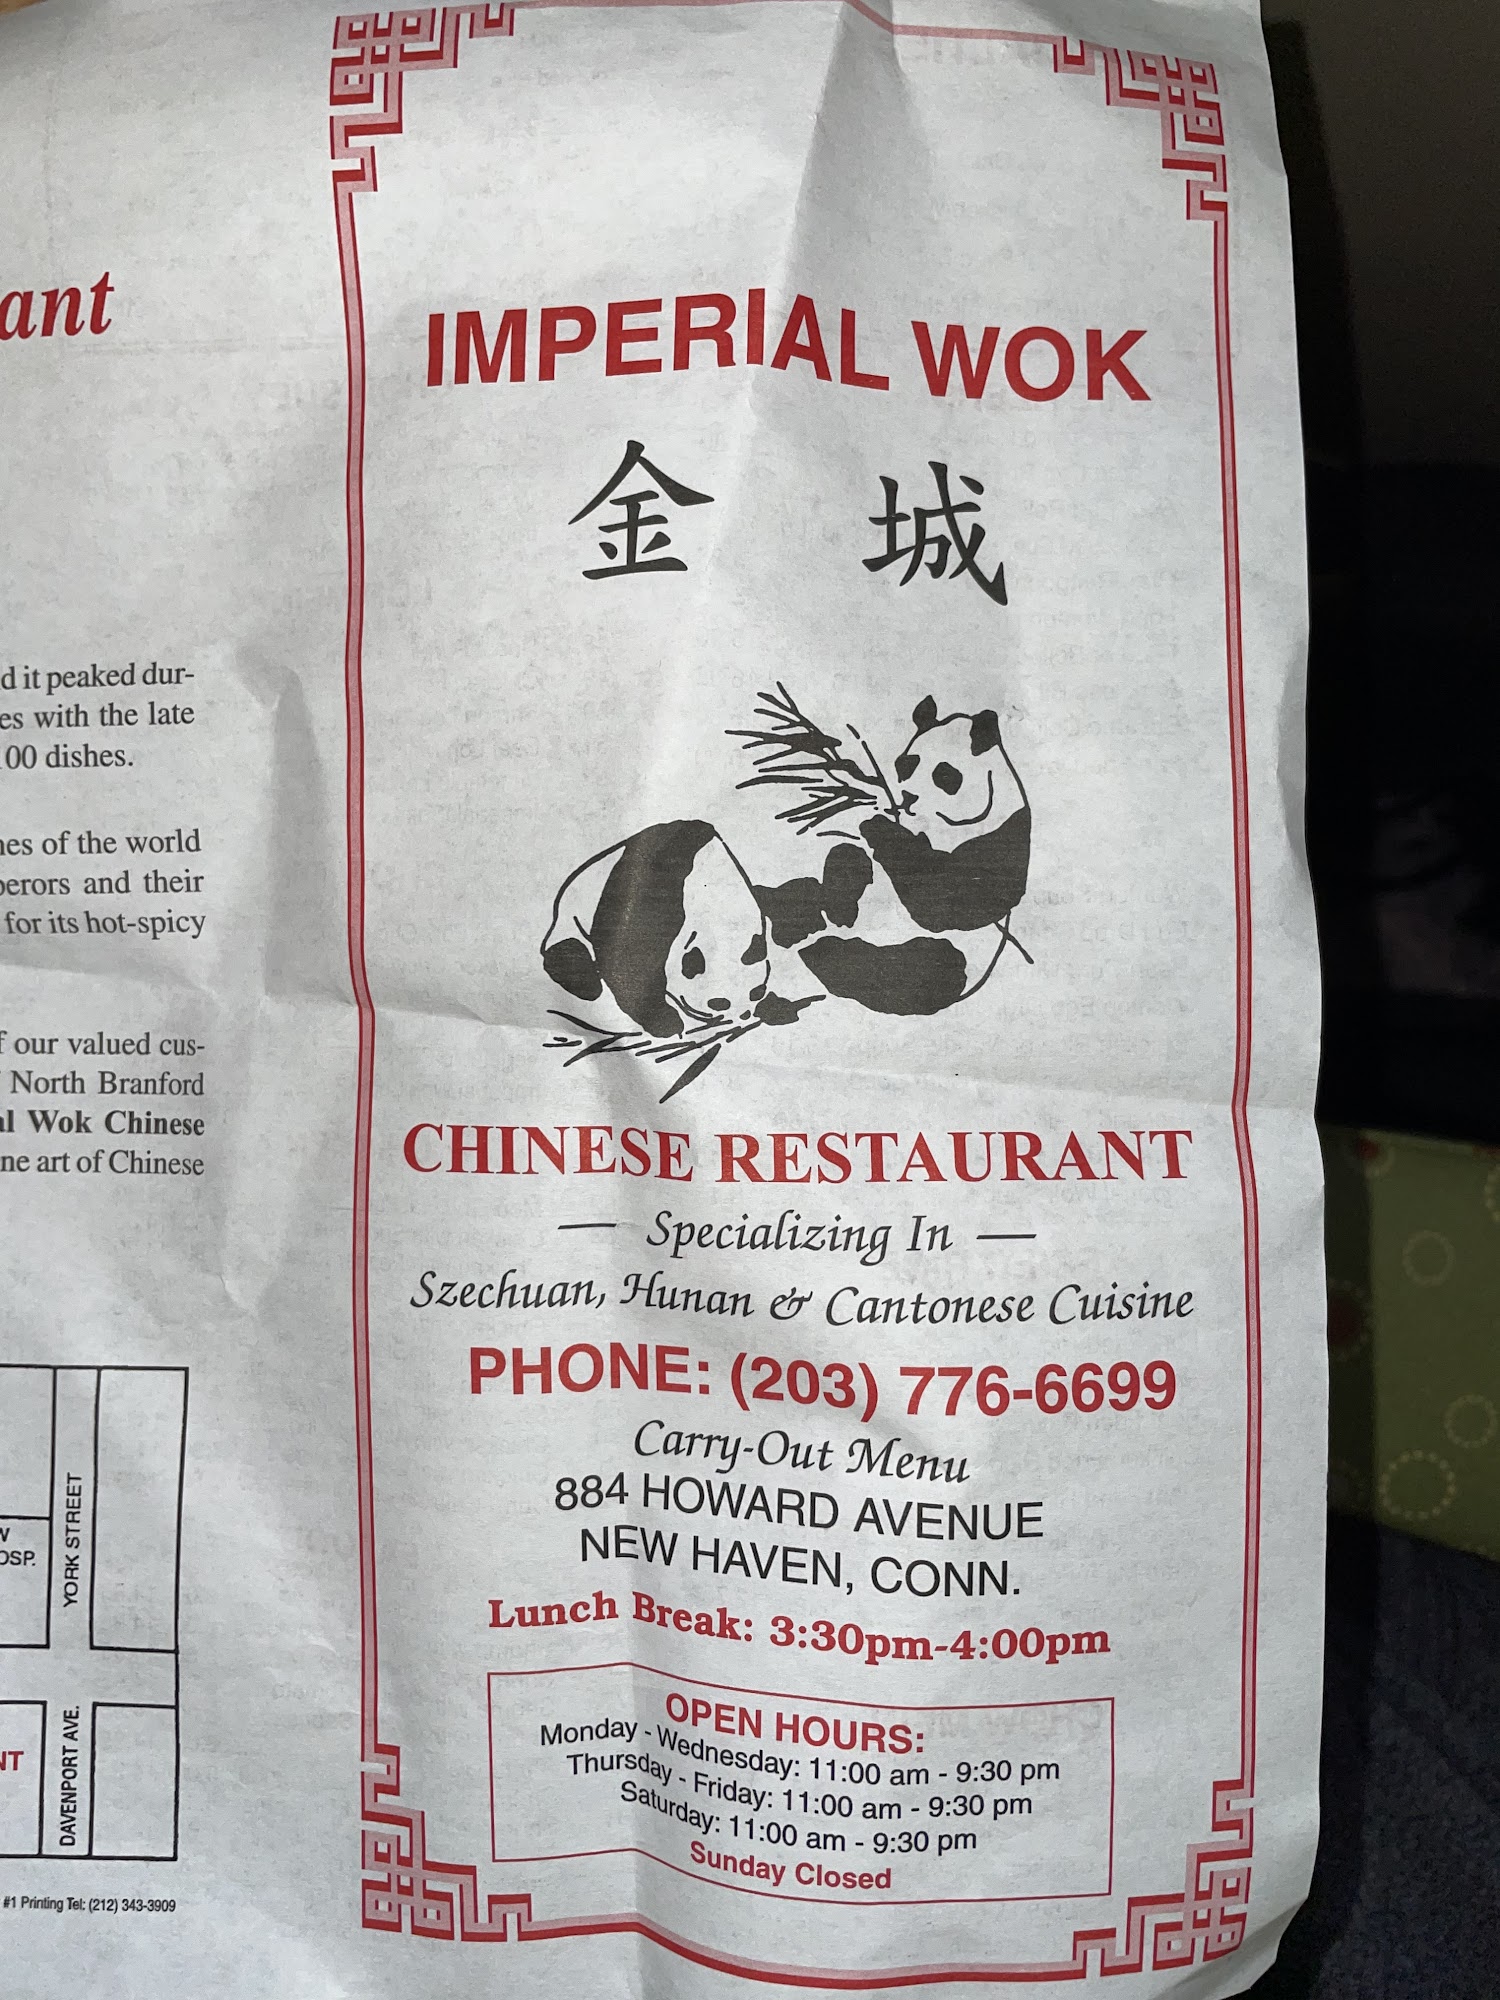 ant
d it peaked dur-
es with the late
00 dishes.
nes of the world
perors and their
for its hot-spicy
f our valued cus-
North Branford
al Wok Chinese
ne art of Chinese
YORK STREET
OSP.
NT
DAVENPORT AVE.
#1 Printing Tel: (212) 343-3909
IMPERIAL WOK
金 城
CHINESE RESTAURANT
— Specializing In —
Szechuan, Hunan & Cantonese Cuisine
PHONE: (203) 776-6699
Carry-Out Menu
884 HOWARD AVENUE
NEW HAVEN, CONN.
Lunch Break: 3:30pm-4:00pm
OPEN HOURS:
Monday - Wednesday: 11:00 am - 9:30 pm
Thursday - Friday: 11:00 am - 9:30 pm
Saturday: 11:00 am - 9:30 pm
Sunday Closed